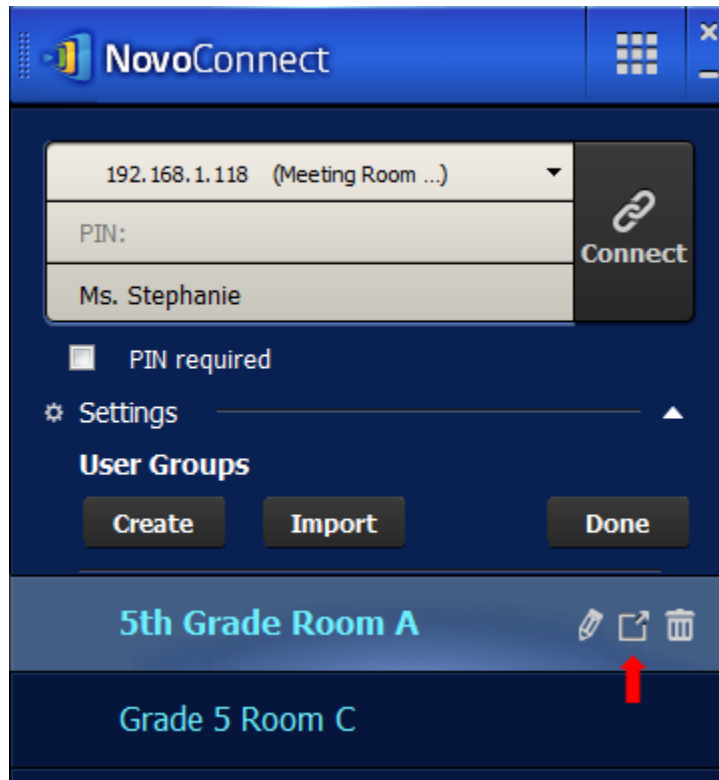 NovoConnect
192.168.1.118 (Meeting Room ...)
PIN:
Connect
Ms. Stephanie
PIN required
Settings
User Groups
Create Import Done
5th Grade Room A
Grade 5 Room C